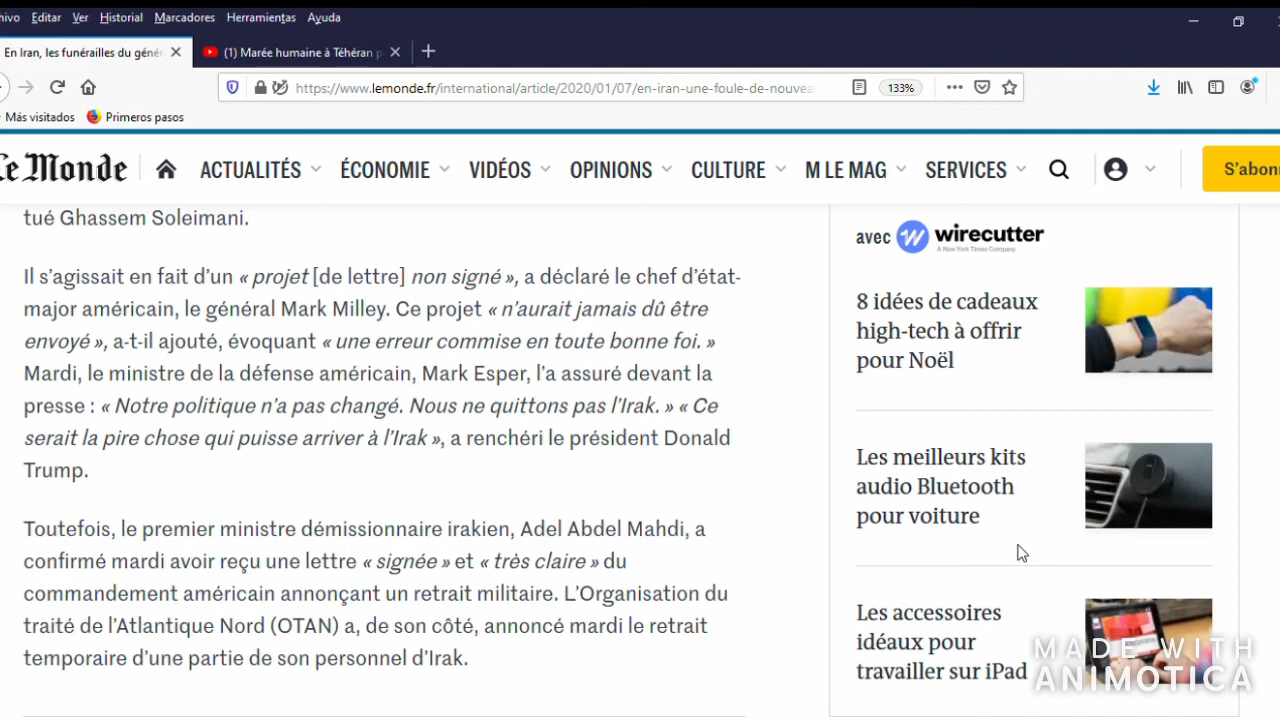 hivo Editar Ver Historial Marcadores Herramientas Ayuda
En Iran, les funérailles du géné
(1) Marée humaine à Téhéran p
https://www.lemonde.fr/international/article/2020/01/07/en-iran-une-foule-de-nouvea
133%
Más visitados Primeros pasos
Le Monde ACTUALITÉS ÉCONOMIE VIDÉOS OPINIONS CULTURE M LE MAG SERVICES S'abon
tué Ghassem Soleimani.
Il s'agissait en fait d'un « projet [de lettre] non signé », a déclaré le chef d'état-
major américain, le général Mark Milley. Ce projet « n'aurait jamais dû être
envoyé », a-t-il ajouté, évoquant « une erreur commise en toute bonne foi. »
Mardi, le ministre de la défense américain, Mark Esper, l'a assuré devant la
presse : « Notre politique n'a pas changé. Nous ne quittons pas l'Irak. » « Ce
serait la pire chose qui puisse arriver à l'Irak », a renchéri le président Donald
Trump.
Toutefois, le premier ministre démissionnaire irakien, Adel Abdel Mahdi, a
confirmé mardi avoir reçu une lettre « signée » et « très claire » du
commandement américain annonçant un retrait militaire. L'Organisation du
traité de l'Atlantique Nord (OTAN) a, de son côté, annoncé mardi le retrait
temporaire d'une partie de son personnel d'Irak.
avec wirecutter
A New York Times Company
8 idées de cadeaux
high-tech à offrir
pour Noël
Les meilleurs kits
audio Bluetooth
pour voiture
Les accessoires
idéaux pour
travailler sur iPad
MADE WITH
ANIMOTICA